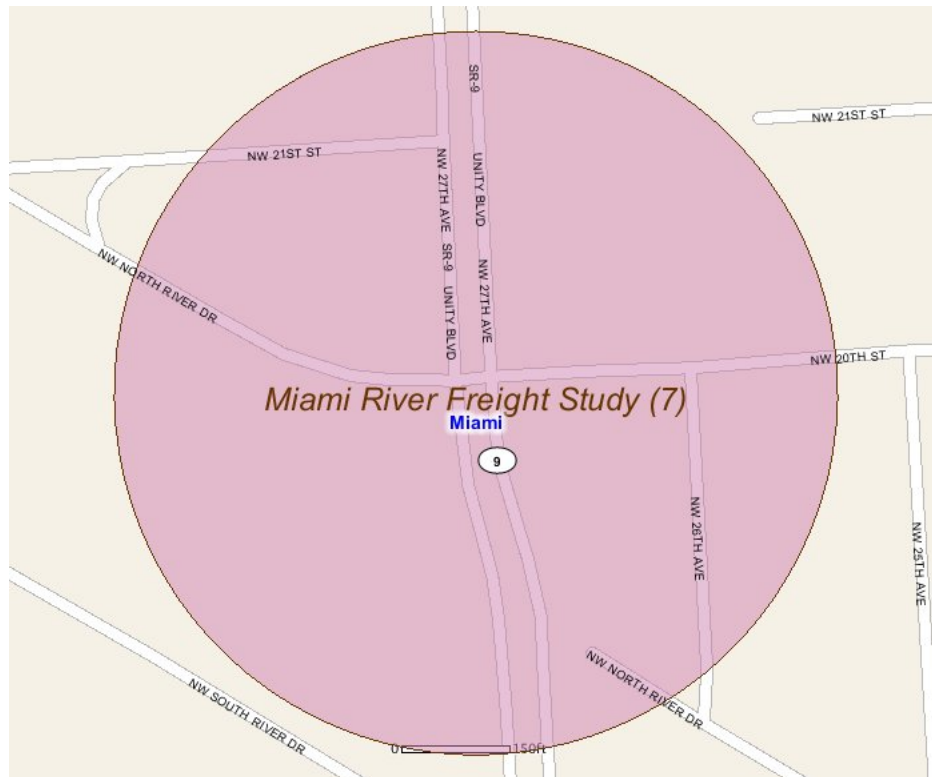 SR-9
NW 21ST ST
NW 21ST ST
NW 27TH AVE
UNITY BLVD
NW NORTH RIVER DR
SR-9
NW 27TH AVE
UNITY BLVD
NW 20TH ST
Miami River Freight Study (7)
Miami
9
NW 26TH AVE
NW 25TH AVE
NW SOUTH RIVER DR
NW NORTH RIVER DR
0 150ft